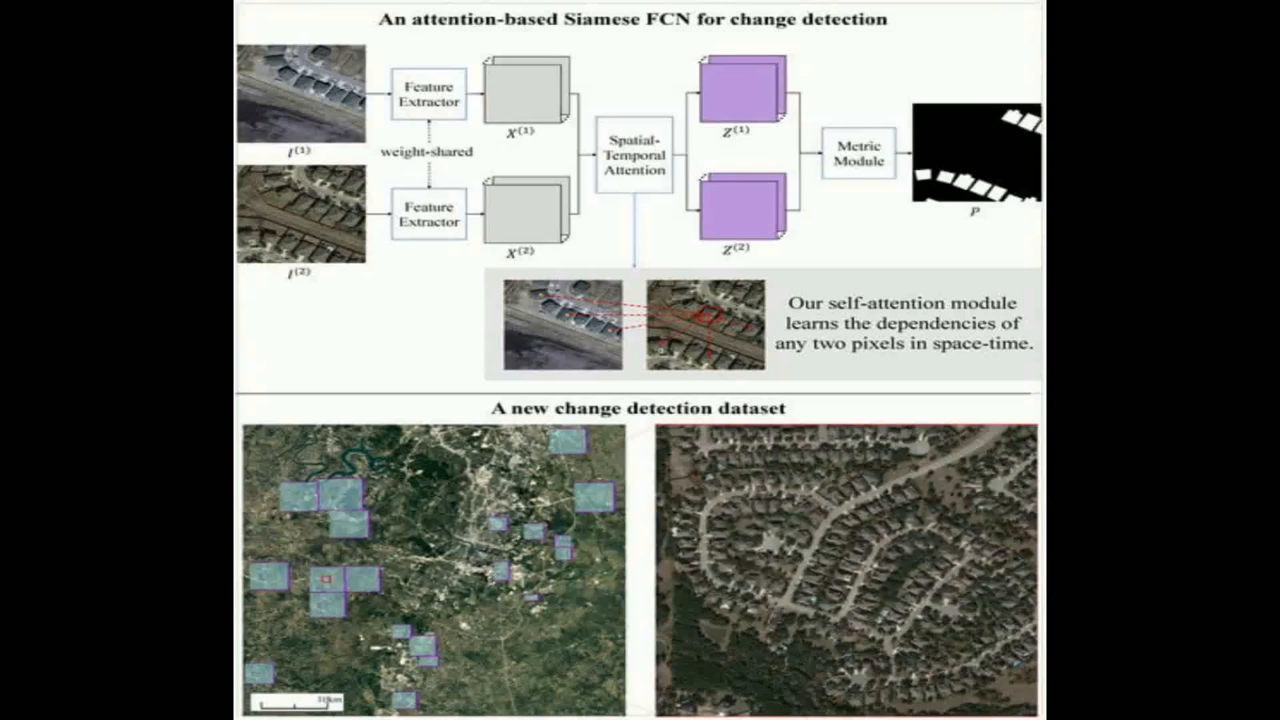 An attention-based Siamese FCN for change detection
Feature
Extractor
X⁽¹⁾
I⁽¹⁾
weight-shared
Feature
Extractor
X⁽²⁾
I⁽²⁾
Spatial-
Temporal
Attention
Z⁽¹⁾
Z⁽²⁾
Metric
Module
P
Our self-attention module
learns the dependencies of
any two pixels in space-time.
A new change detection dataset